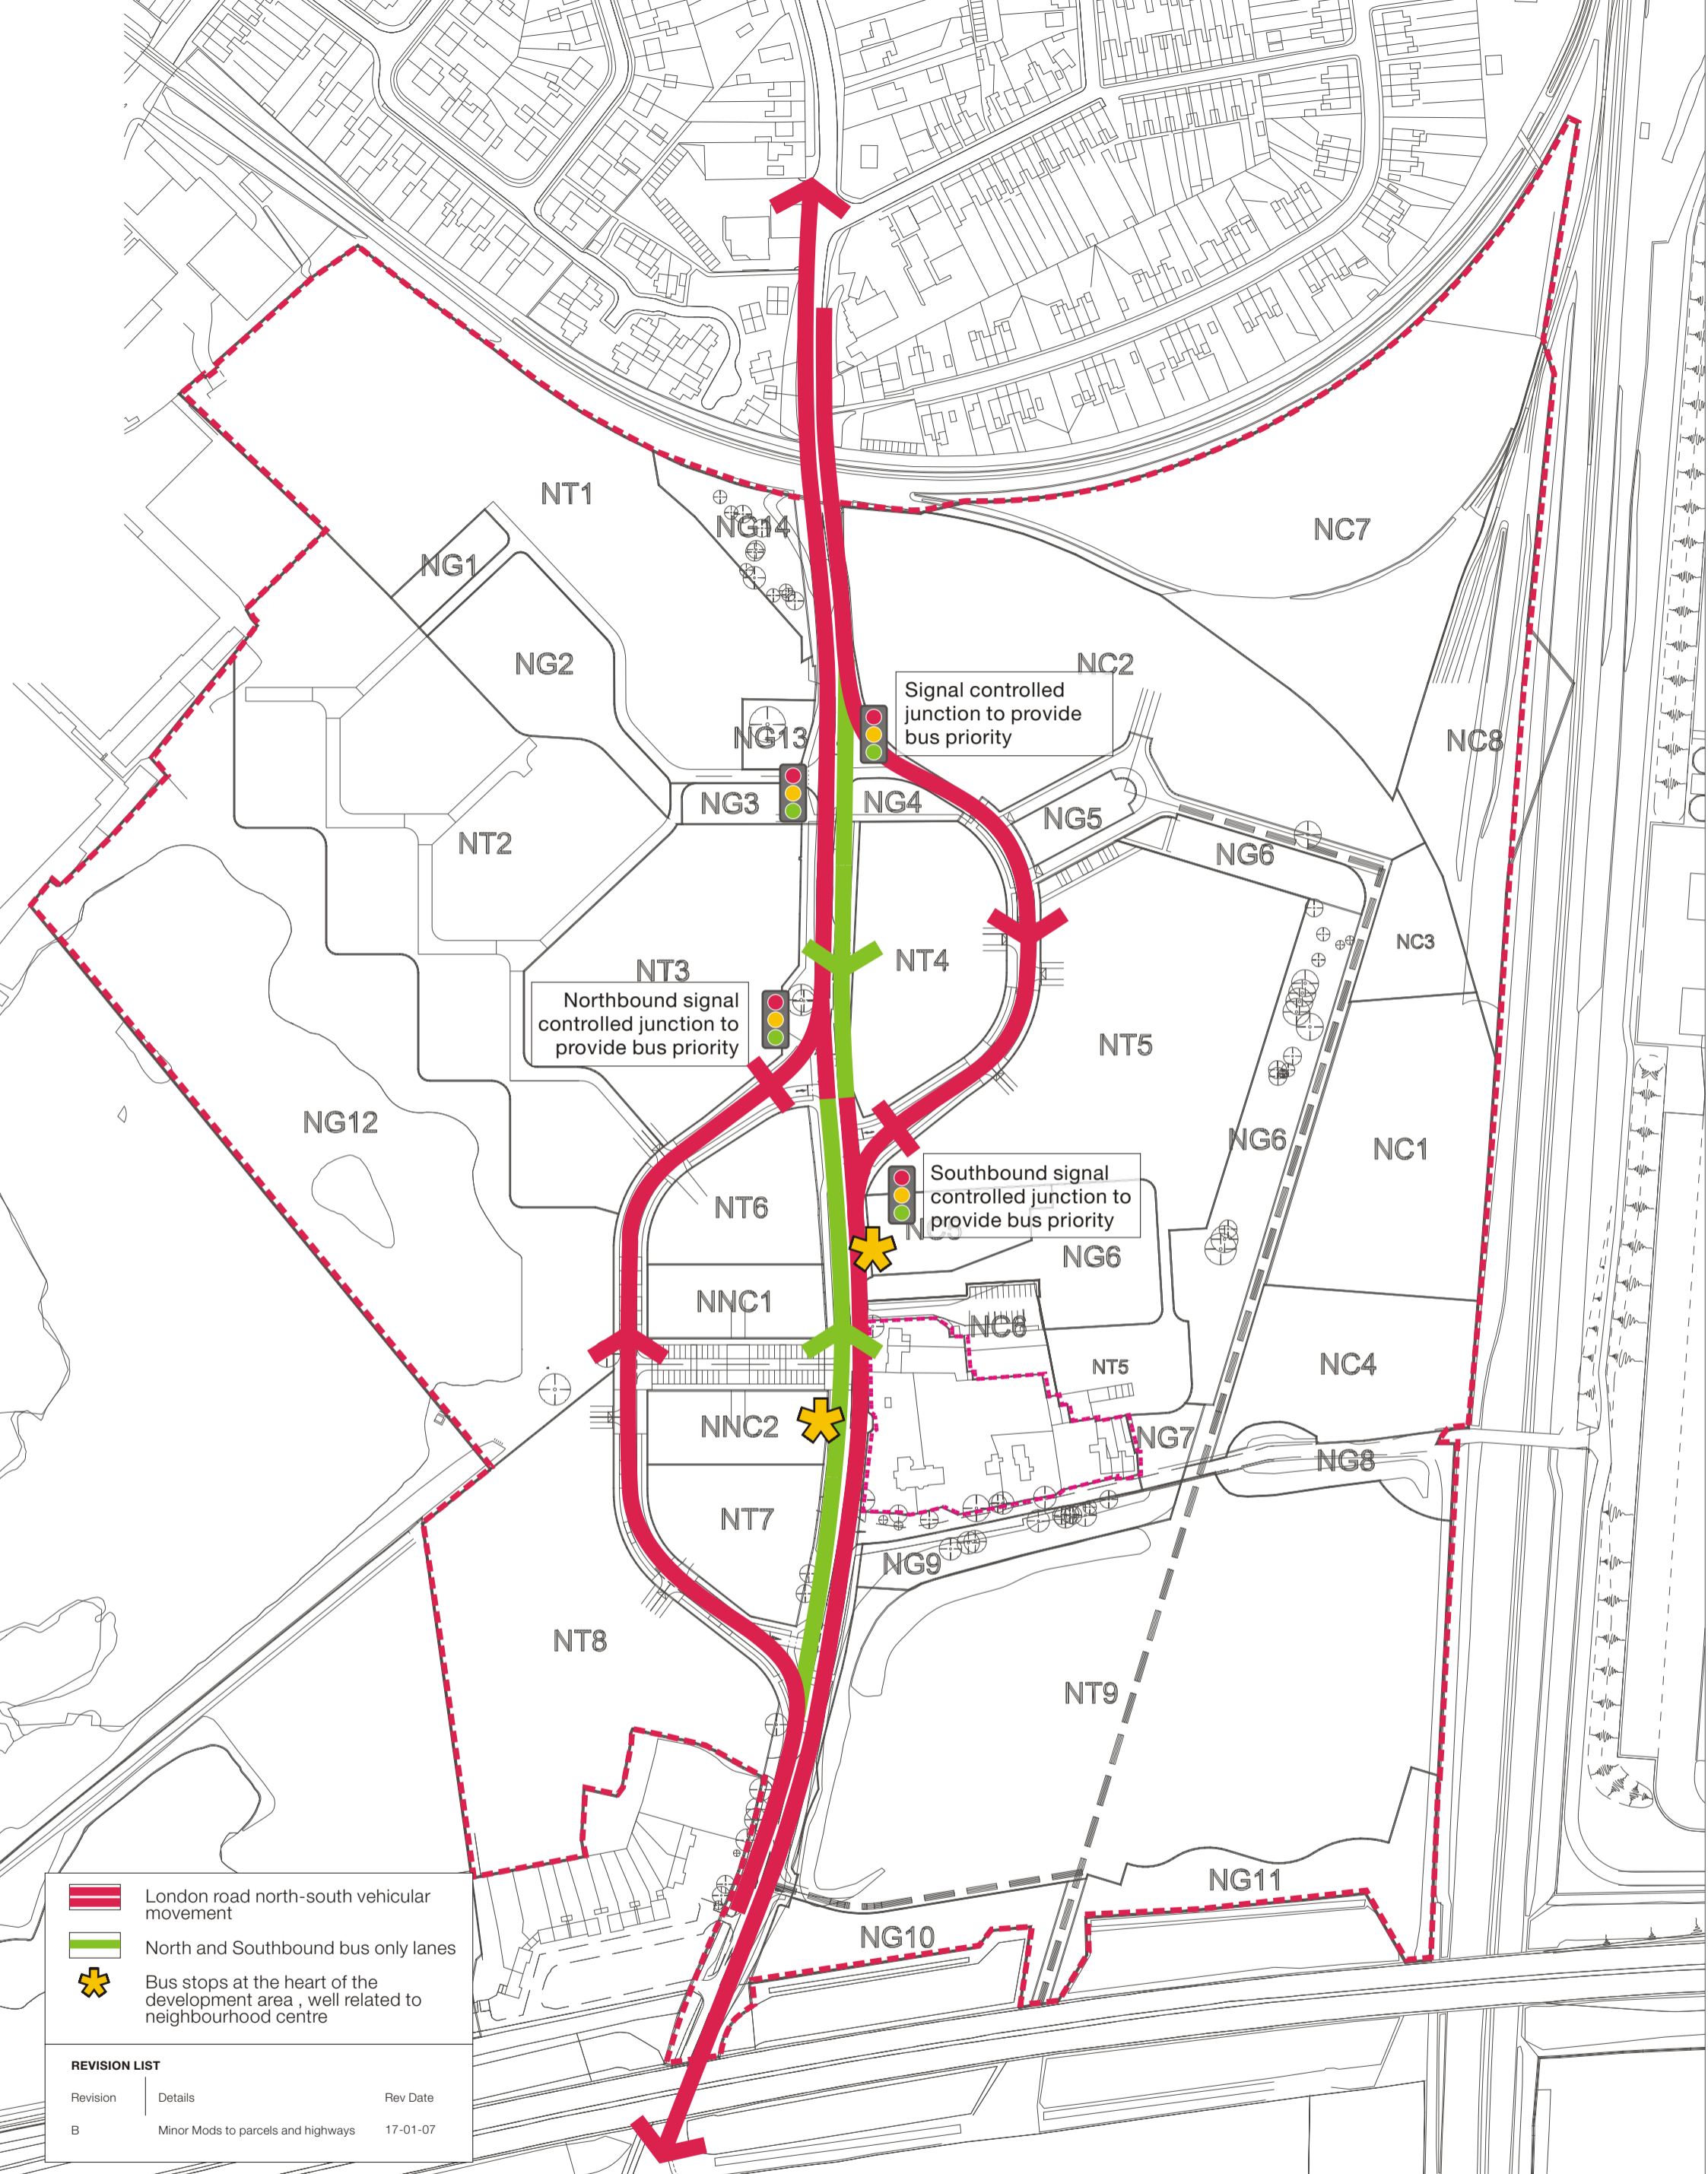 NT1
NG14
NC7
NG1
NG2
NC2
Signal controlled
junction to provide
bus priority
NG13
NC8
NG3
NG4
NG5
NT2
NG6
NC3
NT3
NT4
Northbound signal
controlled junction to
provide bus priority
NT5
NG12
NG6
NC1
Southbound signal
controlled junction to
provide bus priority
NT6
NG6
NNC1
NC6
NT5
NC4
NNC2
NG7
NG8
NT7
NG9
NT8
NT9
NG11
NG10
London road north-south vehicular
movement
North and Southbound bus only lanes
Bus stops at the heart of the
development area , well related to
neighbourhood centre
REVISION LIST
Revision Details Rev Date
B Minor Mods to parcels and highways 17-01-07